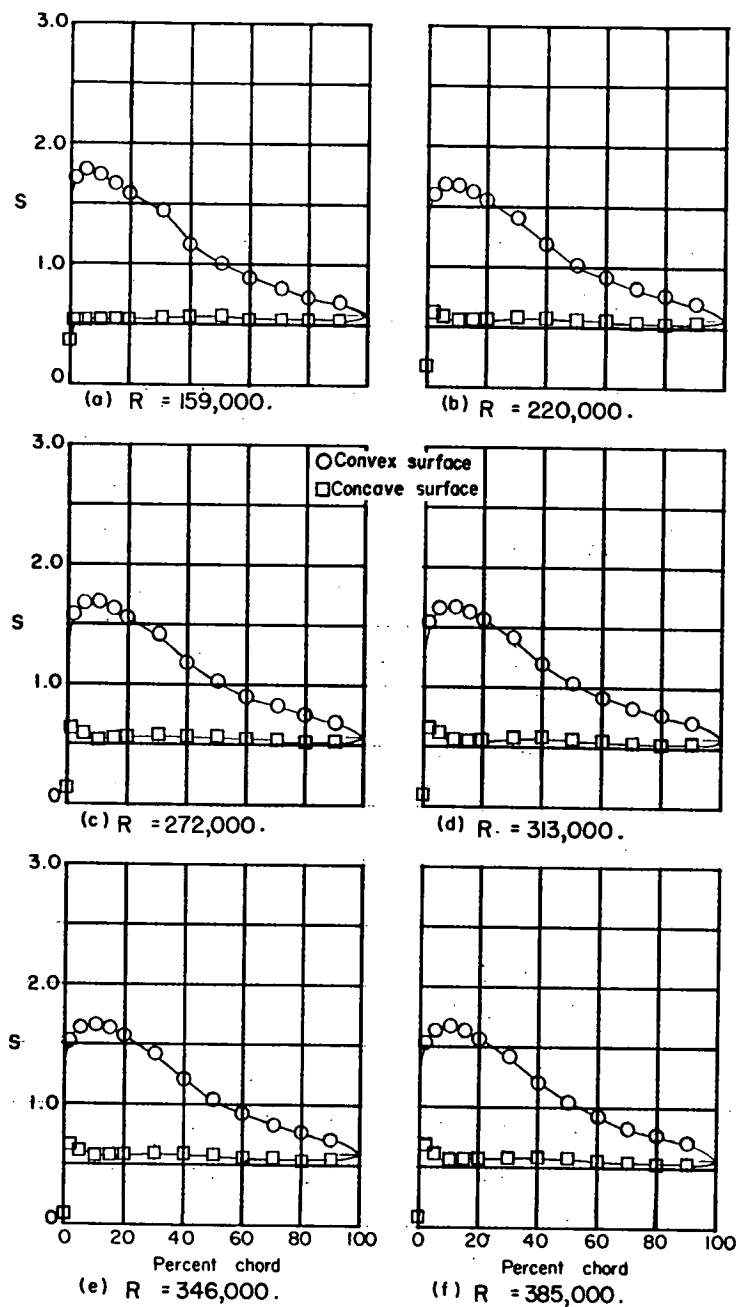 3.0
2.0
S
1.0
0
(a) R = 159,000.
(b) R = 220,000.
3.0
○ Convex surface
□ Concave surface
2.0
S
1.0
0
(c) R = 272,000.
(d) R. = 313,000.
3.0
2.0
S
1.0
0
0 20 40 60 80 100
0 20 40 60 80 100
Percent chord
Percent chord
(e) R = 346,000.
(f) R = 385,000.